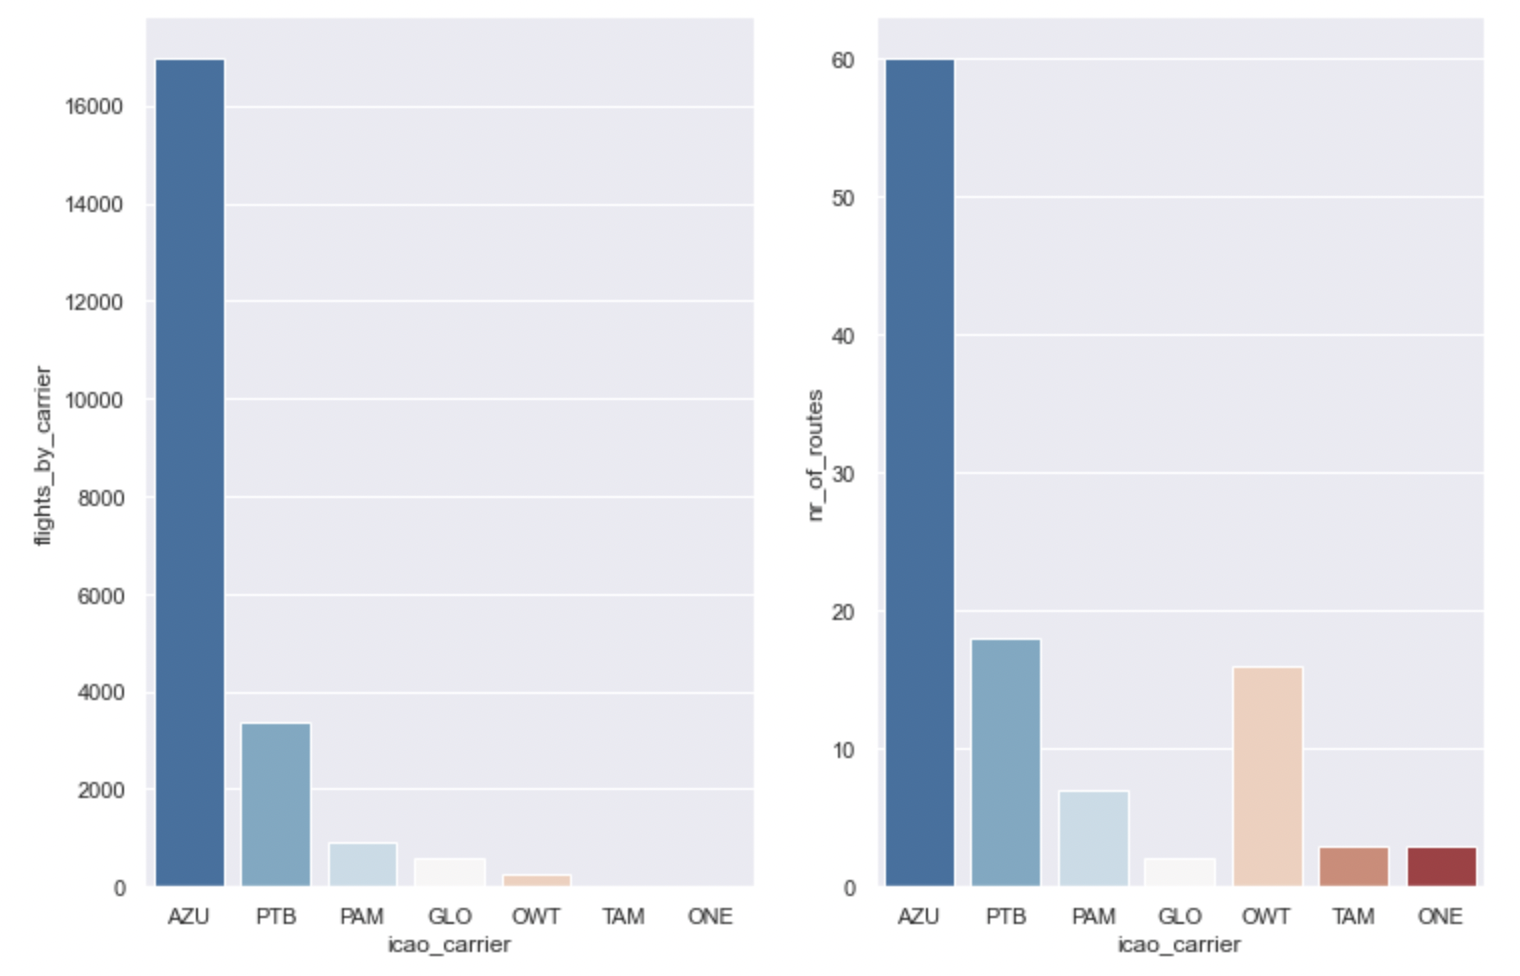 flights_by_carrier
16000
14000
12000
10000
8000
6000
4000
2000
0
AZU PTB PAM GLO OWT TAM ONE
icao_carrier
nr_of_routes
60
50
40
30
20
10
0
AZU PTB PAM GLO OWT TAM ONE
icao_carrier